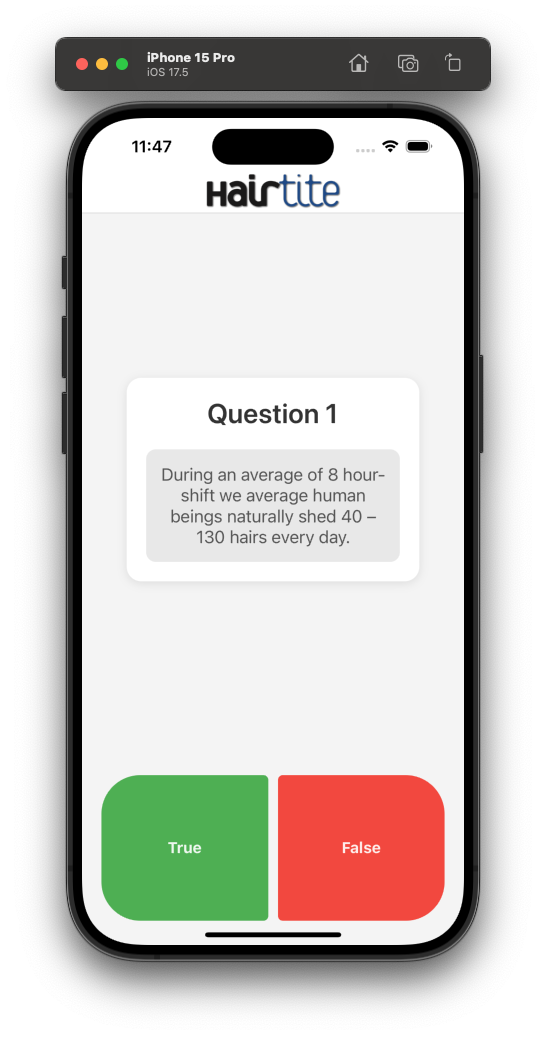 iPhone 15 Pro
iOS 17.5
11:47
Hairtite
Question 1
During an average of 8 hour-
shift we average human
beings naturally shed 40 –
130 hairs every day.
True
False